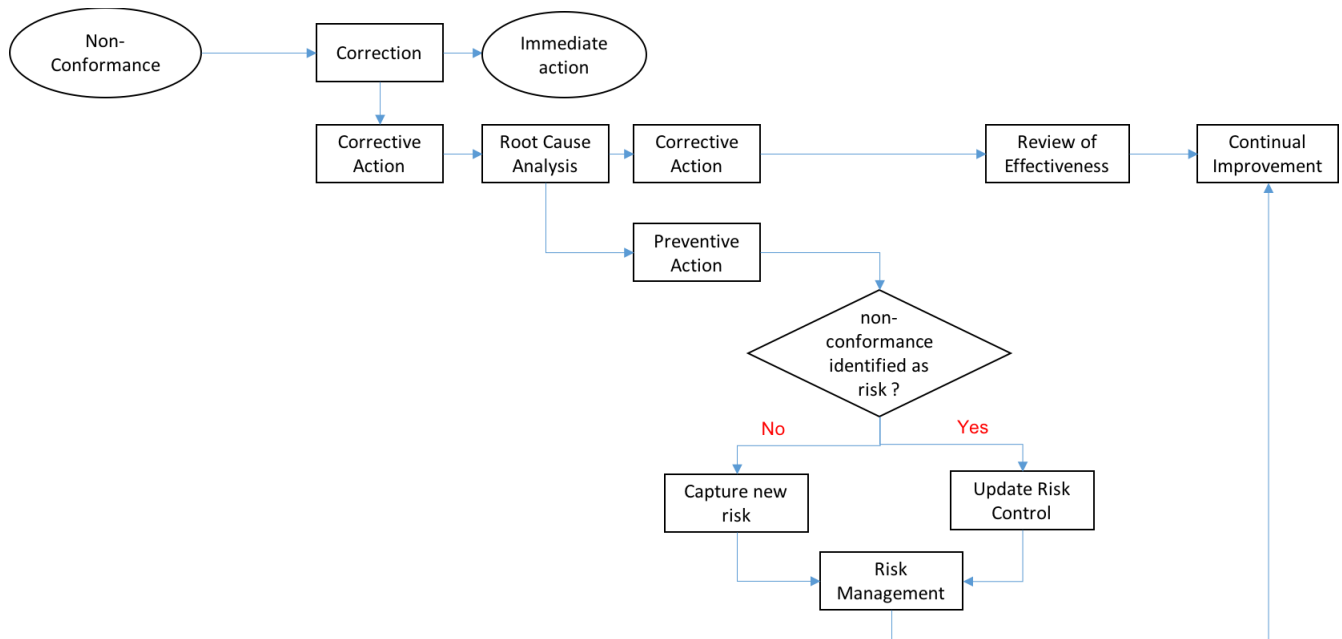 Non-
Conformance
Correction
Immediate
action
Corrective
Action
Root Cause
Analysis
Corrective
Action
Review of
Effectiveness
Continual
Improvement
Preventive
Action
non-
conformance
identified as
risk ?
No
Yes
Capture new
risk
Update Risk
Control
Risk
Management